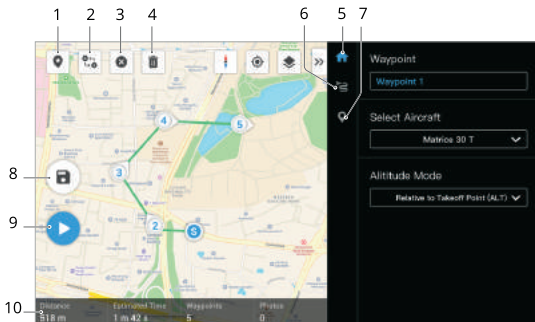 1 2 3 4 6 5 7
Waypoint
Waypoint 1
Select Aircraft
Matrice 30 T
Altitude Mode
Relative to Takeoff Point (ALT)
4 5
3
8
2 S
9
10
Distance Estimated Time Waypoints Photos
518 m 1 m 42 s 5 0